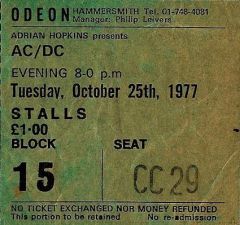 ODEON HAMMERSMITH Tel. 01-748-4081
Manager: Philip Leivers
ADRIAN HOPKINS presents
AC/DC
EVENING 8-0 p.m
Tuesday, October 25th, 1977
STALLS
£1·00
BLOCK SEAT
15 CC29
NO TICKET EXCHANGED NOR MONEY REFUNDED
This portion to be retained No re-admission